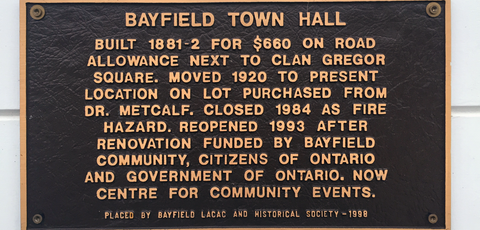 BAYFIELD TOWN HALL
BUILT 1881-2 FOR $660 ON ROAD
ALLOWANCE NEXT TO CLAN GREGOR
SQUARE. MOVED 1920 TO PRESENT
LOCATION ON LOT PURCHASED FROM
DR. METCALF. CLOSED 1984 AS FIRE
HAZARD. REOPENED 1993 AFTER
RENOVATION FUNDED BY BAYFIELD
COMMUNITY, CITIZENS OF ONTARIO
AND GOVERNMENT OF ONTARIO. NOW
CENTRE FOR COMMUNITY EVENTS.
PLACED BY BAYFIELD LACAC AND HISTORICAL SOCIETY - 1998